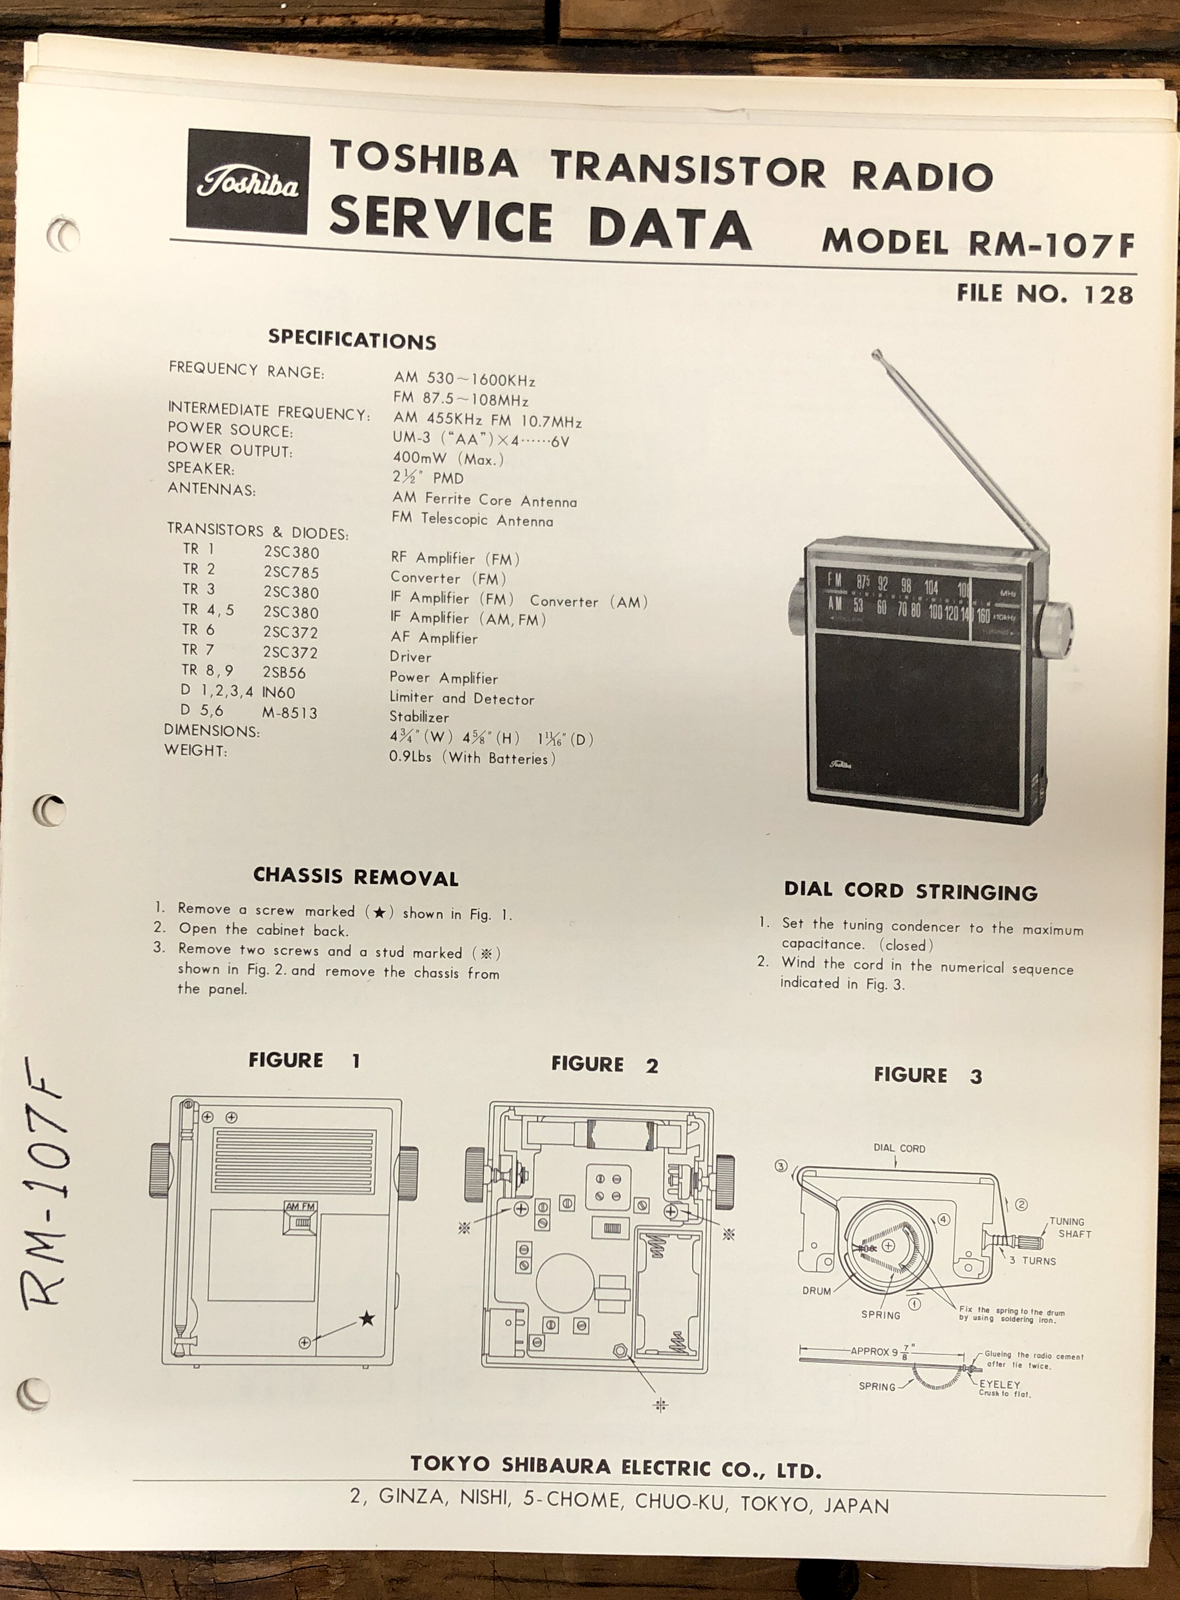 Toshiba
TOSHIBA TRANSISTOR RADIO
SERVICE DATA MODEL RM-107F
FILE NO. 128
SPECIFICATIONS
FREQUENCY RANGE: AM 530~1600KHz
FM 87.5~108MHz
INTERMEDIATE FREQUENCY: AM 455KHz FM 10.7MHz
POWER SOURCE: UM-3 ("AA")×4······6V
POWER OUTPUT: 400mW (Max.)
SPEAKER: 2½" PMD
ANTENNAS: AM Ferrite Core Antenna
FM Telescopic Antenna
TRANSISTORS & DIODES:
TR 1 2SC380 RF Amplifier (FM)
TR 2 2SC785 Converter (FM)
TR 3 2SC380 IF Amplifier (FM) Converter (AM)
TR 4,5 2SC380 IF Amplifier (AM,FM)
TR 6 2SC372 AF Amplifier
TR 7 2SC372 Driver
TR 8,9 2SB56 Power Amplifier
D 1,2,3,4 IN60 Limiter and Detector
D 5,6 M-8513 Stabilizer
DIMENSIONS: 4¾"(W) 4⅝"(H) 1 11/16"(D)
WEIGHT: 0.9Lbs (With Batteries)
FM 875 92 98 104 108 MHz
AM 53 60 70 80 100 120 140 160 ×10KHz
Toshiba
CHASSIS REMOVAL
1. Remove a screw marked (★) shown in Fig. 1.
2. Open the cabinet back.
3. Remove two screws and a stud marked (※)
shown in Fig. 2. and remove the chassis from
the panel.
DIAL CORD STRINGING
1. Set the tuning condencer to the maximum
capacitance. (closed)
2. Wind the cord in the numerical sequence
indicated in Fig. 3.
FIGURE 1
AM FM
★
FIGURE 2
※
※
※
FIGURE 3
DIAL CORD
③
②
④
①
TUNING
SHAFT
3 TURNS
DRUM
SPRING
Fix the spring to the drum
by using soldering iron.
APPROX 9 7/8"
Glueing the radio cement
after tie twice.
SPRING
EYELEY
Crush to flat.
RM-107F
TOKYO SHIBAURA ELECTRIC CO., LTD.
2, GINZA, NISHI, 5-CHOME, CHUO-KU, TOKYO, JAPAN